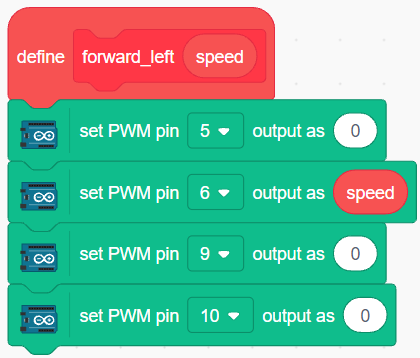 define forward_left speed
set PWM pin 5 output as 0
set PWM pin 6 output as speed
set PWM pin 9 output as 0
set PWM pin 10 output as 0